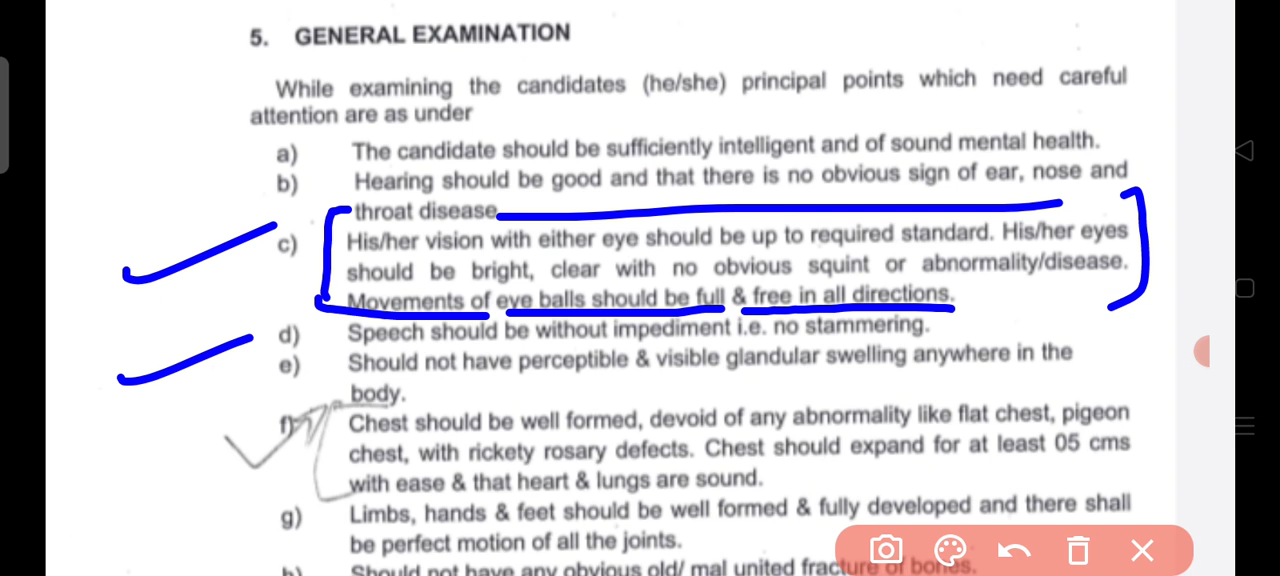 5. GENERAL EXAMINATION
While examining the candidates (he/she) principal points which need careful
attention are as under
a) The candidate should be sufficiently intelligent and of sound mental health.
b) Hearing should be good and that there is no obvious sign of ear, nose and
throat disease
c) His/her vision with either eye should be up to required standard. His/her eyes
should be bright, clear with no obvious squint or abnormality/disease.
Movements of eye balls should be full & free in all directions.
d) Speech should be without impediment i.e. no stammering.
e) Should not have perceptible & visible glandular swelling anywhere in the
body.
f) Chest should be well formed, devoid of any abnormality like flat chest, pigeon
chest, with rickety rosary defects. Chest should expand for at least 05 cms
with ease & that heart & lungs are sound.
g) Limbs, hands & feet should be well formed & fully developed and there shall
be perfect motion of all the joints.
h) Should not have any obvious old/ mal united fracture of bones.